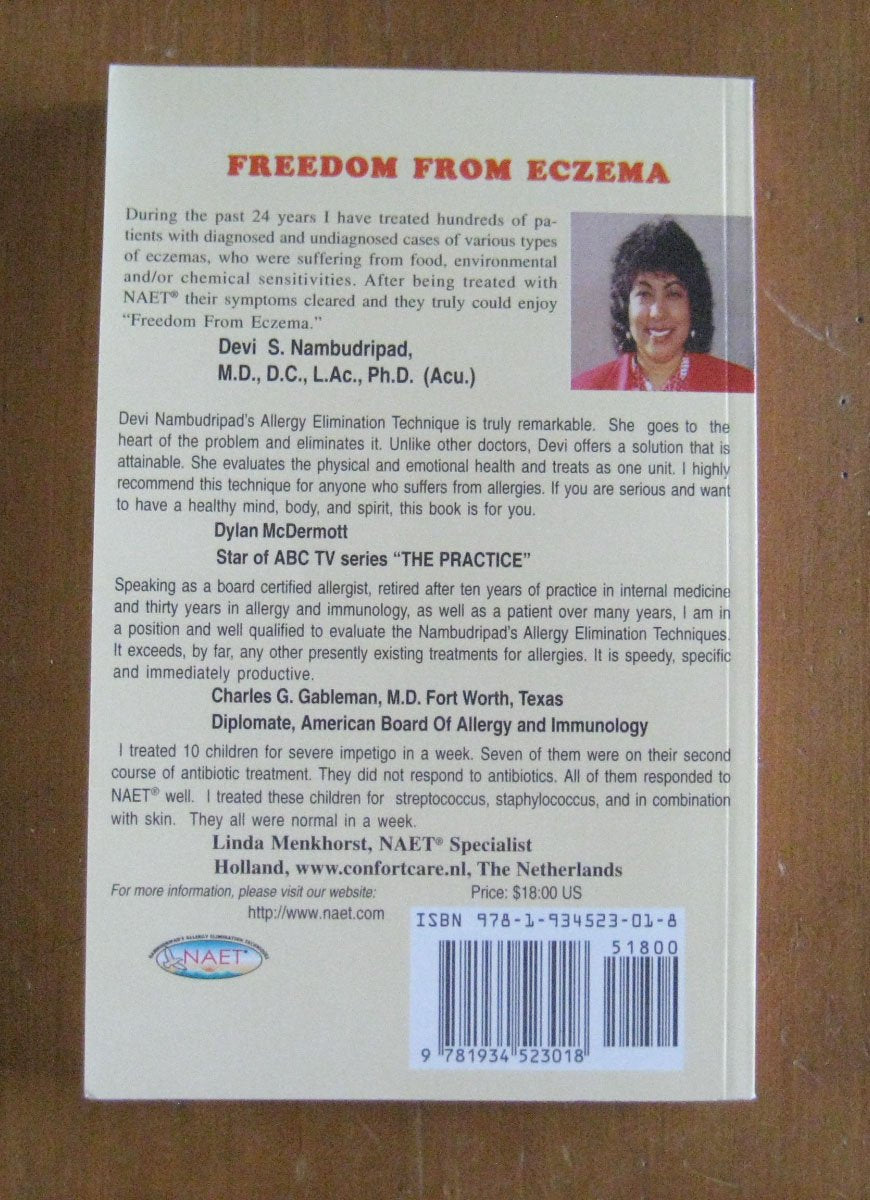 FREEDOM FROM ECZEMA
During the past 24 years I have treated hundreds of pa-
tients with diagnosed and undiagnosed cases of various types
of eczemas, who were suffering from food, environmental
and/or chemical sensitivities. After being treated with
NAET® their symptoms cleared and they truly could enjoy
“Freedom From Eczema.”
Devi S. Nambudripad,
M.D., D.C., L.Ac., Ph.D. (Acu.)
Devi Nambudripad's Allergy Elimination Technique is truly remarkable. She goes to the
heart of the problem and eliminates it. Unlike other doctors, Devi offers a solution that is
attainable. She evaluates the physical and emotional health and treats as one unit. I highly
recommend this technique for anyone who suffers from allergies. If you are serious and want
to have a healthy mind, body, and spirit, this book is for you.
Dylan McDermott
Star of ABC TV series “THE PRACTICE”
Speaking as a board certified allergist, retired after ten years of practice in internal medicine
and thirty years in allergy and immunology, as well as a patient over many years, I am in
a position and well qualified to evaluate the Nambudripad's Allergy Elimination Techniques.
It exceeds, by far, any other presently existing treatments for allergies. It is speedy, specific
and immediately productive.
Charles G. Gableman, M.D. Fort Worth, Texas
Diplomate, American Board Of Allergy and Immunology
I treated 10 children for severe impetigo in a week. Seven of them were on their second
course of antibiotic treatment. They did not respond to antibiotics. All of them responded to
NAET® well. I treated these children for streptococcus, staphylococcus, and in combination
with skin. They all were normal in a week.
Linda Menkhorst, NAET® Specialist
Holland, www.confortcare.nl, The Netherlands
For more information, please visit our website:
Price: $18:00 US
http://www.naet.com
NAMBUDRIPAD'S ALLERGY ELIMINATION TECHNIQUES
NAET®
ISBN 978-1-934523-01-8
51800
9 781934 523018